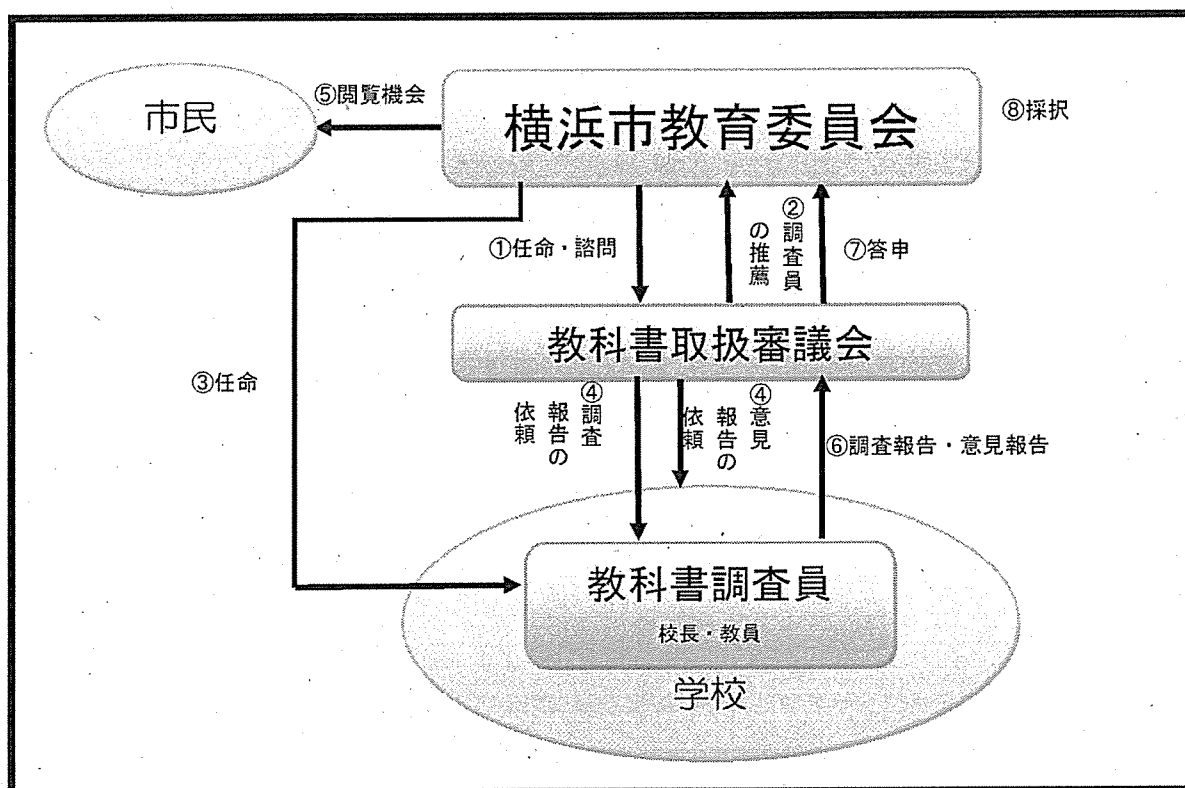 市民
⑤閲覧機会
横浜市教育委員会
⑧採択
①任命・諮問
②調査員
の推薦
⑦答申
教科書取扱審議会
③任命
④調査
報告の
依頼
④意見
報告の
依頼
⑥調査報告・意見報告
教科書調査員
校長・教員
学校